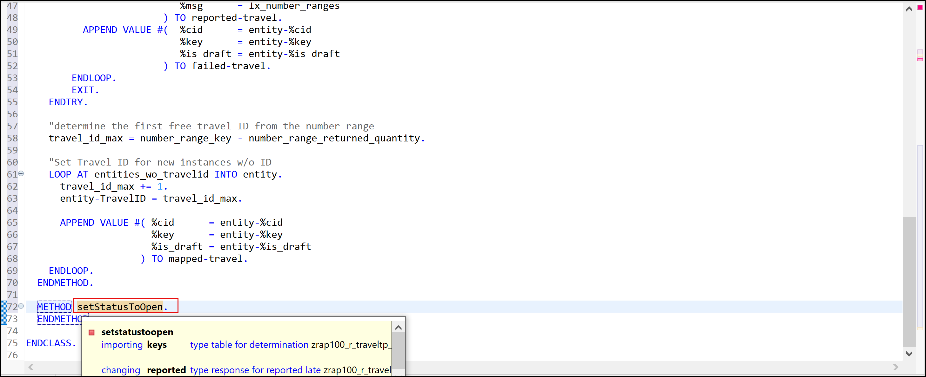 47 %msg = lx_number_ranges
48 ) TO reported-travel.
49 APPEND VALUE #( %cid = entity-%cid
50 %key = entity-%key
51 %is_draft = entity-%is_draft
52 ) TO failed-travel.
53 ENDLOOP.
54 EXIT.
55 ENDTRY.
56
57 "determine the first free travel ID from the number range
58 travel_id_max = number_range_key - number_range_returned_quantity.
59
60 "Set Travel ID for new instances w/o ID
61 LOOP AT entities_wo_travelid INTO entity.
62 travel_id_max += 1.
63 entity-TravelID = travel_id_max.
64
65 APPEND VALUE #( %cid = entity-%cid
66 %key = entity-%key
67 %is_draft = entity-%is_draft
68 ) TO mapped-travel.
69 ENDLOOP.
70 ENDMETHOD.
71
72 METHOD setStatusToOpen.
73 ENDMETHO
74
75 ENDCLASS.
76
setstatustoopen
importing keys type table for determination zrap100_r_traveltp_
changing reported type response for reported late zrap100_r_travel